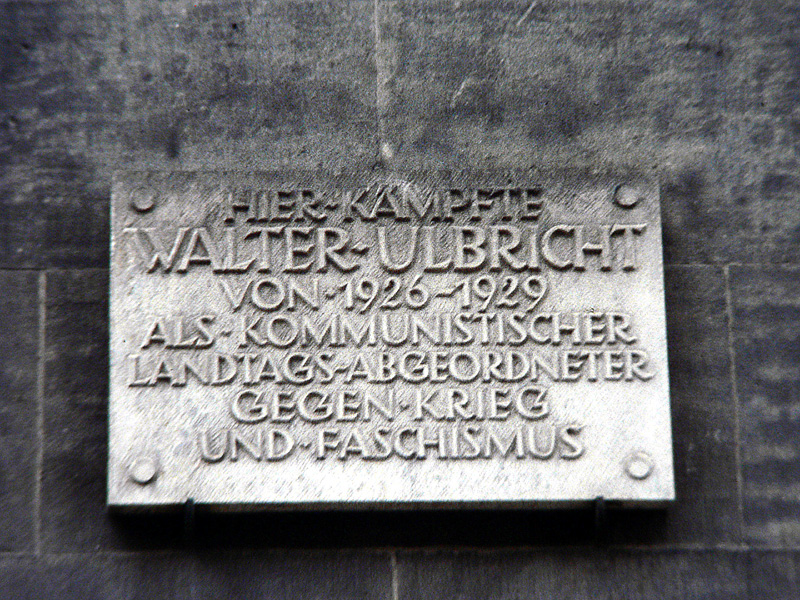 HIER·KÄMPFTE
WALTER·ULBRICHT
VON·1926–1929
ALS·KOMMUNISTISCHER
LANDTAGS-ABGEORDNETER
GEGEN·KRIEG
UND·FASCHISMUS